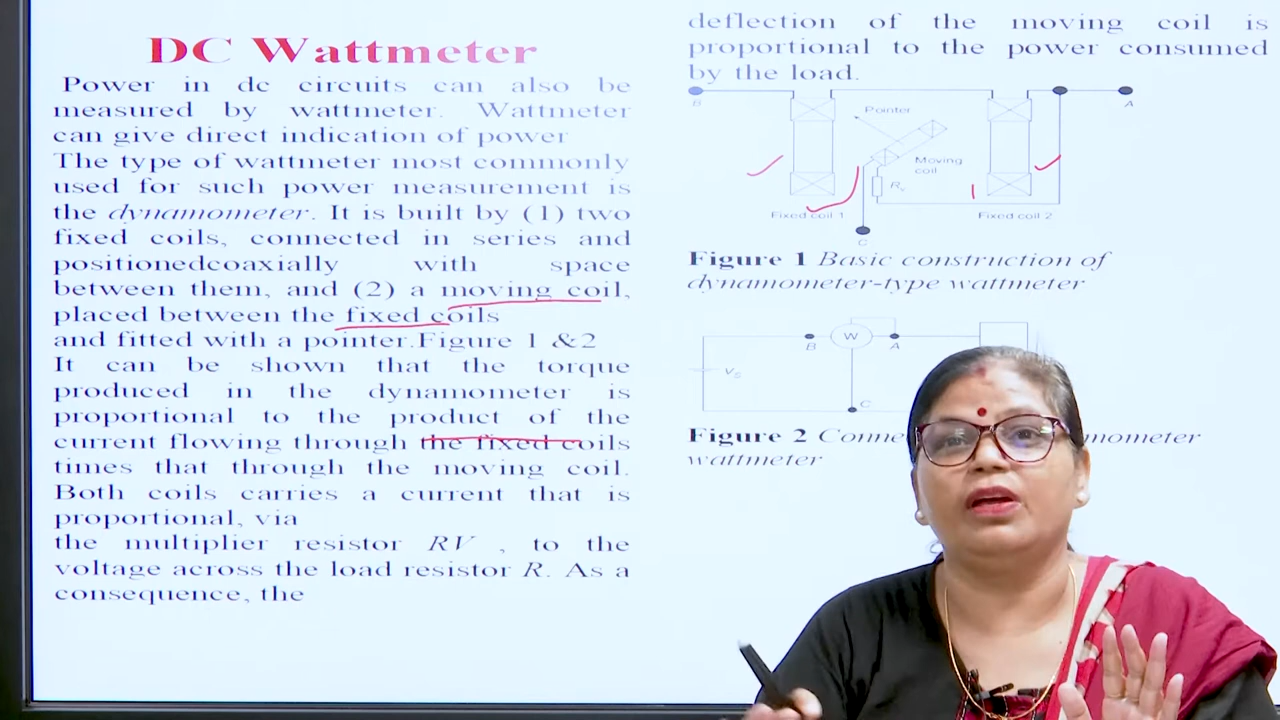 DC Wattmeter
Power in dc circuits can also be
measured by wattmeter. Wattmeter
can give direct indication of power
The type of wattmeter most commonly
used for such power measurement is
the dynamometer. It is built by (1) two
fixed coils, connected in series and
positionedcoaxially with space
between them, and (2) a moving coil,
placed between the fixed coils
and fitted with a pointer.Figure 1 &2
It can be shown that the torque
produced in the dynamometer is
proportional to the product of the
current flowing through the fixed coils
times that through the moving coil.
Both coils carries a current that is
proportional, via
the multiplier resistor RV , to the
voltage across the load resistor R. As a
consequence, the
deflection of the moving coil is
proportional to the power consumed
by the load.
B
A
Pointer
Moving
coil
Rv
Fixed coil 1
Fixed coil 2
C
Figure 1 Basic construction of
dynamometer-type wattmeter
W
B
A
VS
C
Figure 2
wattmeter